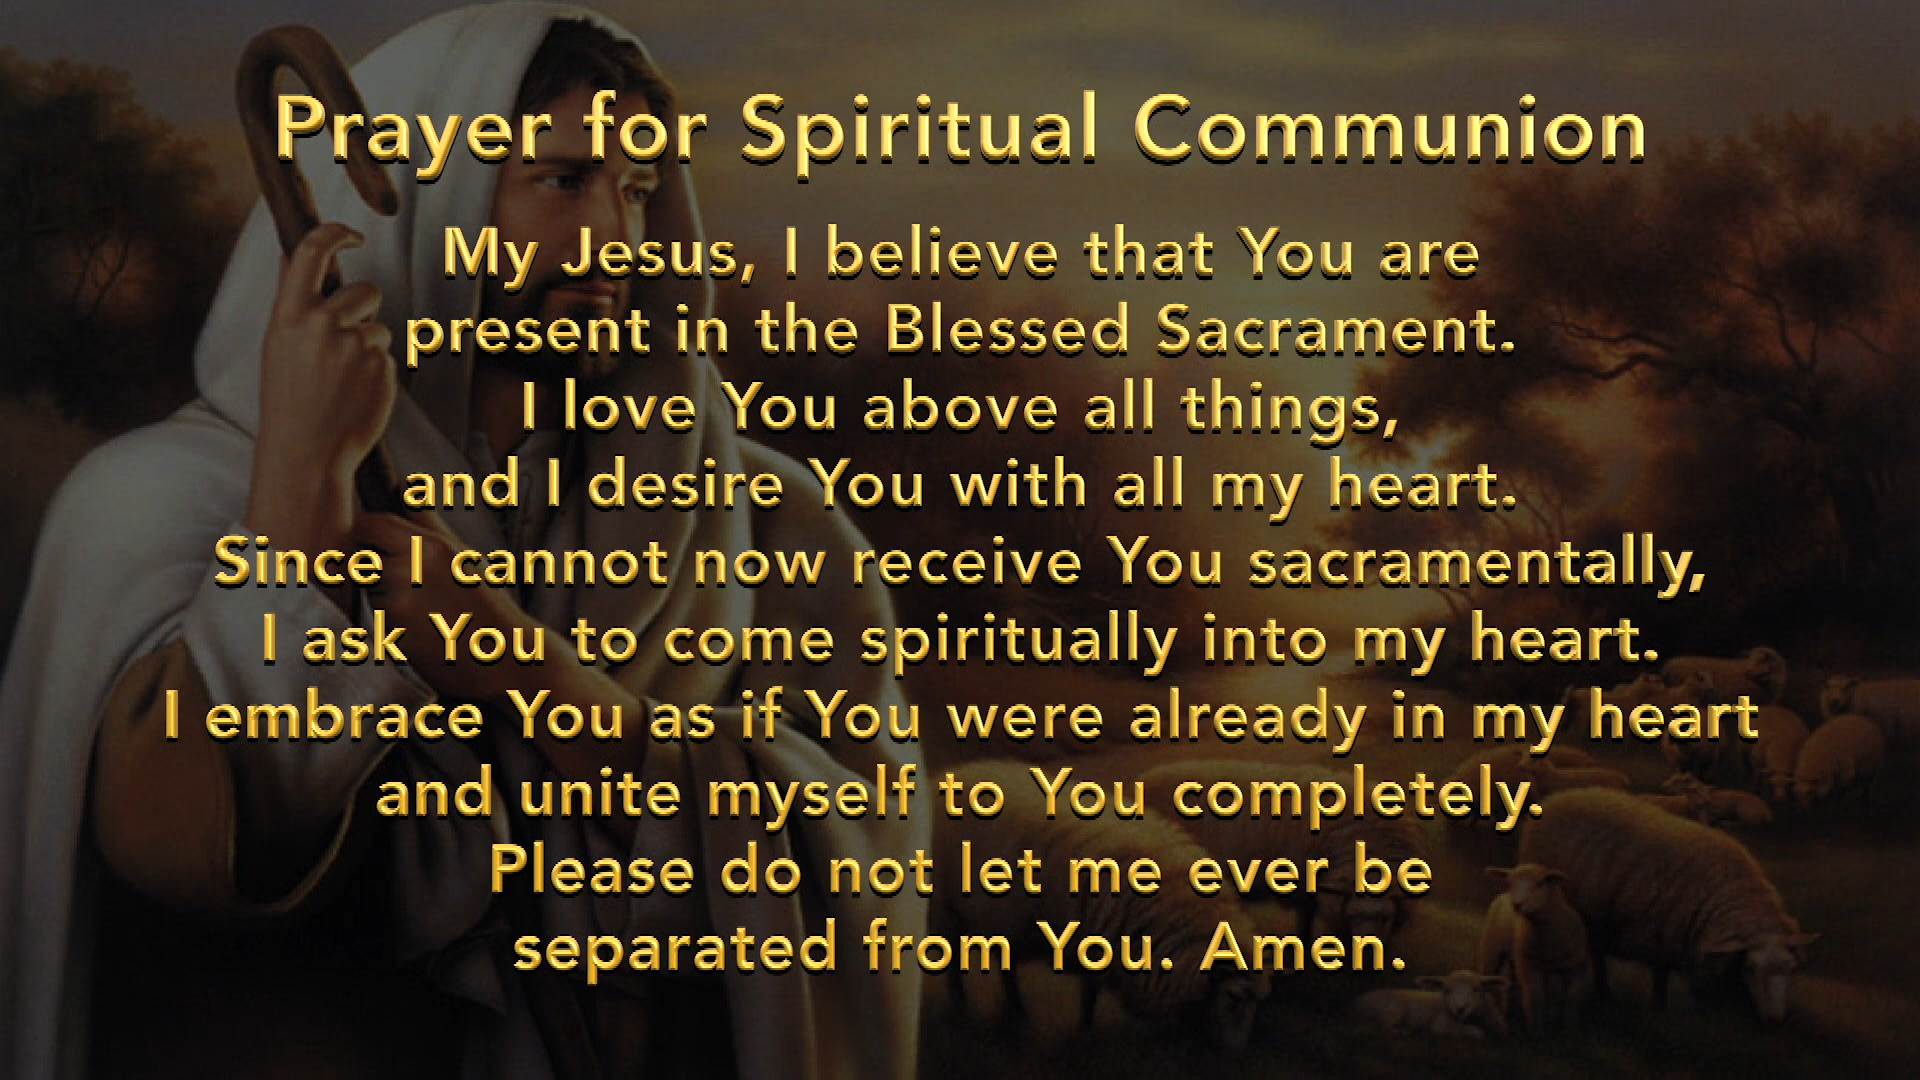 Prayer for Spiritual Communion
My Jesus, I believe that You are
present in the Blessed Sacrament.
I love You above all things,
and I desire You with all my heart.
Since I cannot now receive You sacramentally,
I ask You to come spiritually into my heart.
I embrace You as if You were already in my heart
and unite myself to You completely.
Please do not let me ever be
separated from You. Amen.